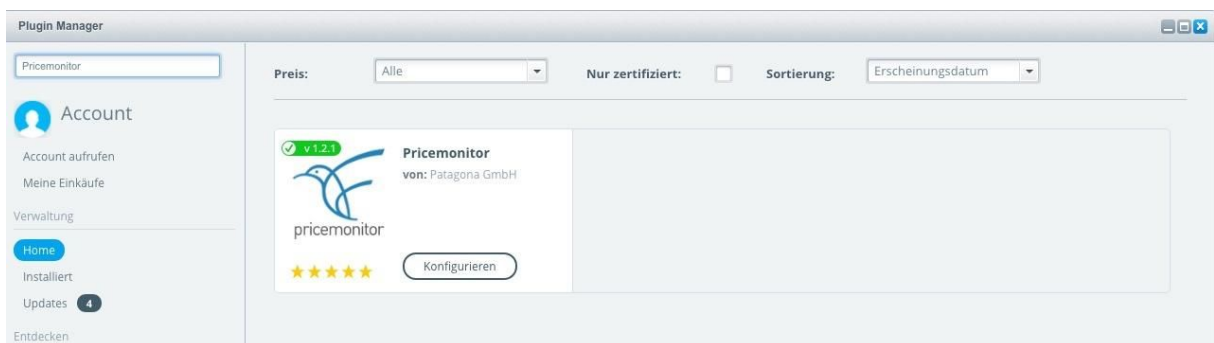 Plugin Manager
Pricemonitor
Account
Account aufrufen
Meine Einkäufe
Verwaltung
Home
Installiert
Updates 4
Entdecken
Preis: Alle Nur zertifiziert: Sortierung: Erscheinungsdatum
v 1.2.1
pricemonitor
Pricemonitor
von: Patagona GmbH
Konfigurieren